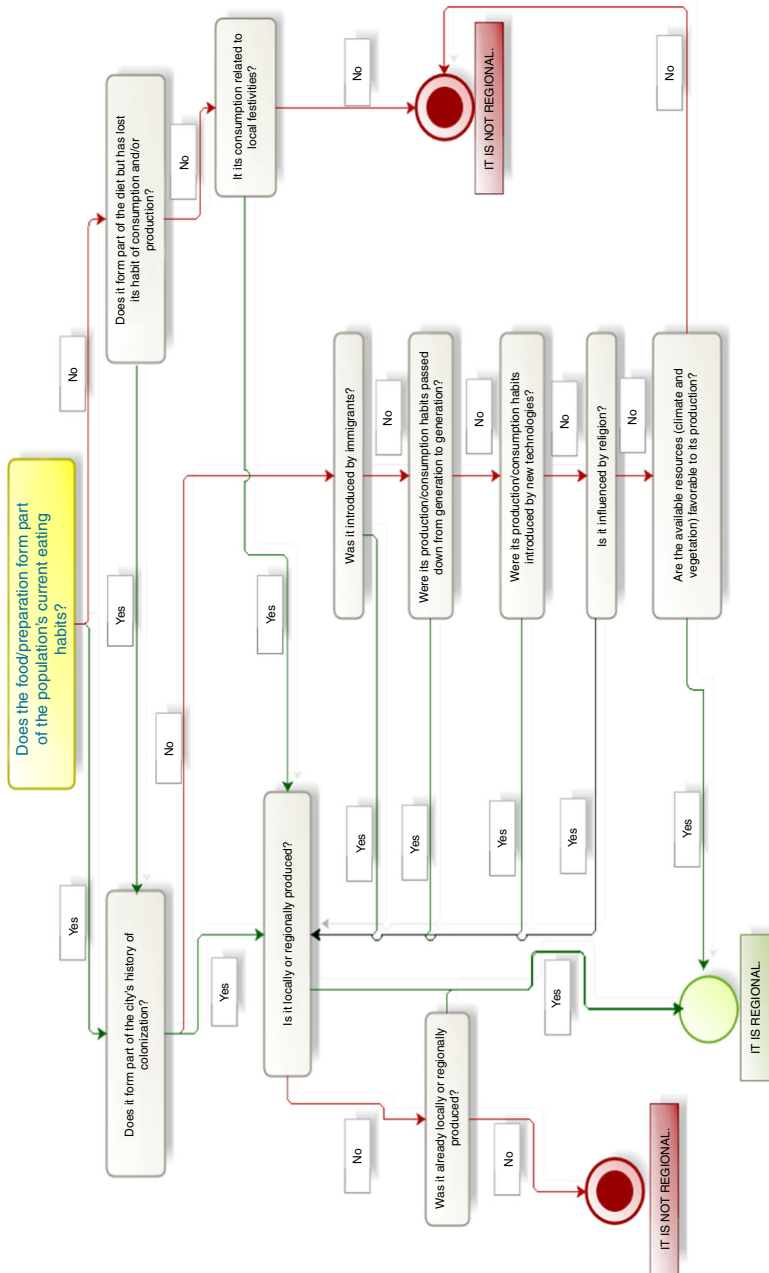 Does the food/preparation form part
of the population's current eating
habits?
Yes
No
Does it form part of the city's history of
colonization?
Yes
Does it form part of the diet but has lost
its habit of consumption and/or
production?
No
No
Yes
It its consumption related to
local festivities?
Yes
No
Is it locally or regionally produced?
Was it introduced by immigrants?
IT IS NOT REGIONAL.
Yes
No
Were its production/consumption habits passed
down from generation to generation?
Yes
No
Were its production/consumption habits
introduced by new technologies?
Yes
No
Is it influenced by religion?
Yes
No
Are the available resources (climate and
vegetation) favorable to its production?
Yes
No
No
Was it already locally or regionally
produced?
Yes
No
IT IS NOT REGIONAL.
IT IS REGIONAL.